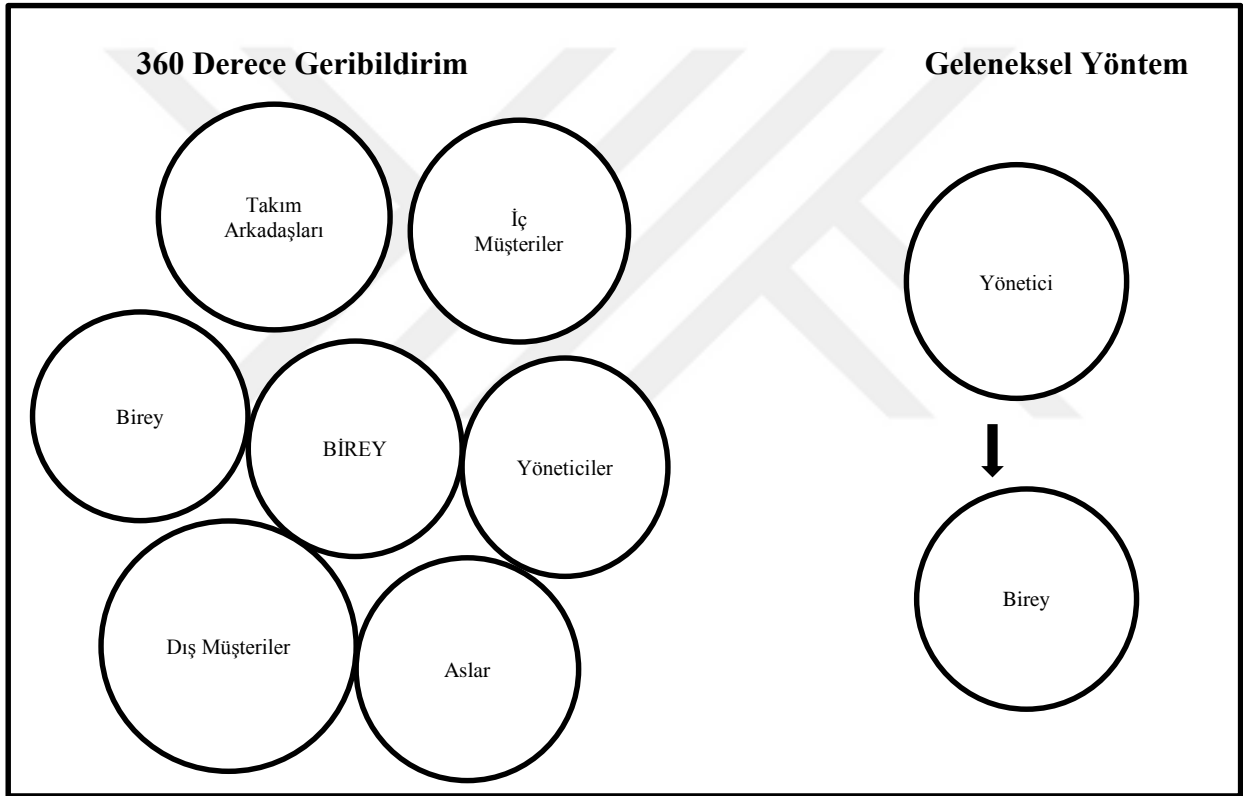 360 Derece Geribildirim
Geleneksel Yöntem
Takım
Arkadaşları
İç
Müşteriler
Yönetici
Birey
BİREY
Yöneticiler
Birey
Dış Müşteriler
Aslar